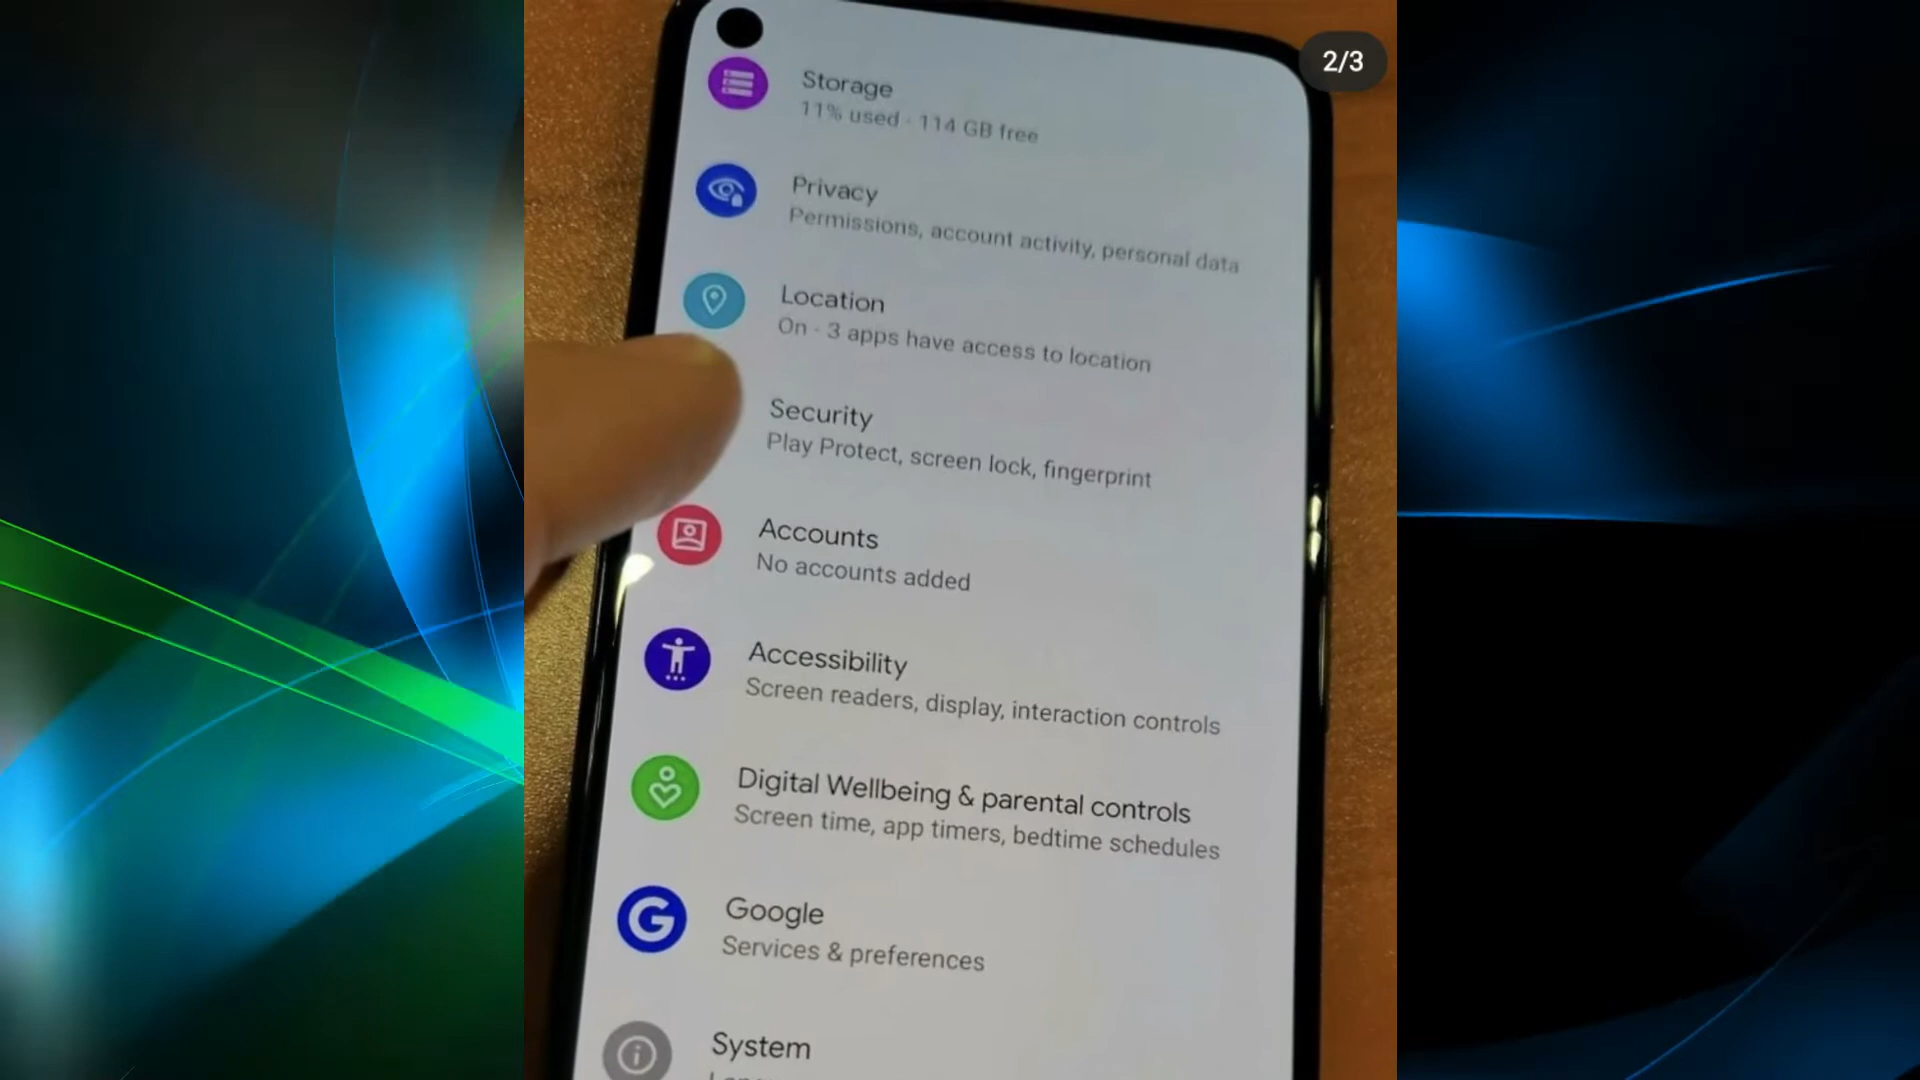 2/3
Storage
11% used · 114 GB free
Privacy
Permissions, account activity, personal data
Location
On · 3 apps have access to location
Security
Play Protect, screen lock, fingerprint
Accounts
No accounts added
Accessibility
Screen readers, display, interaction controls
Digital Wellbeing & parental controls
Screen time, app timers, bedtime schedules
Google
Services & preferences
System